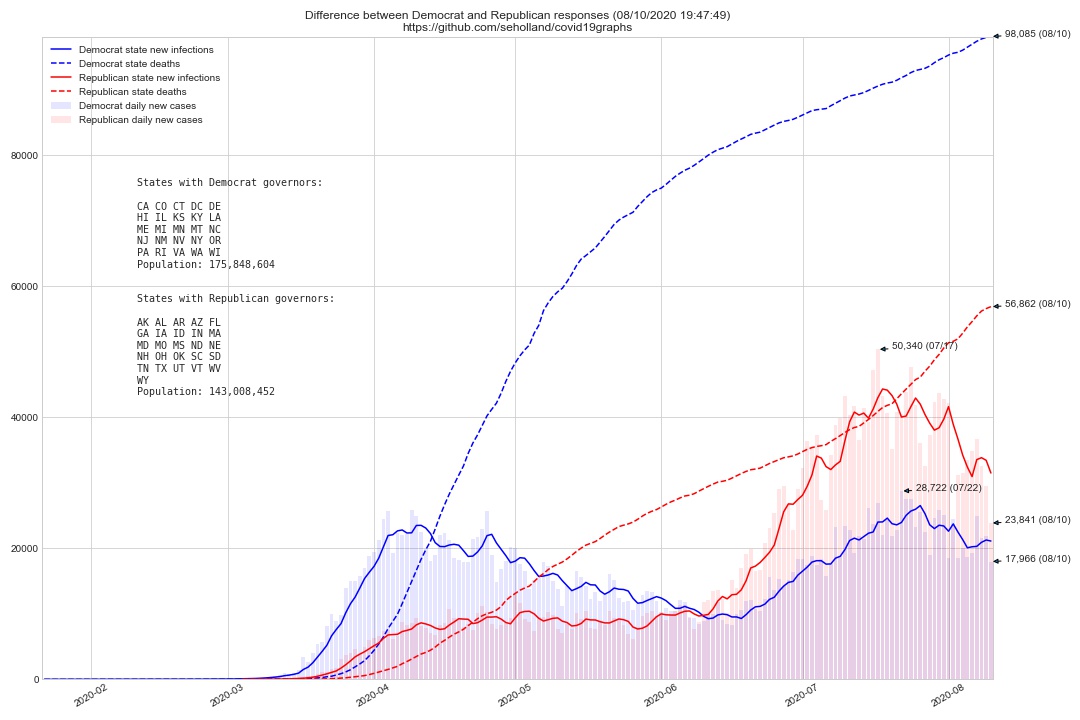 Difference between Democrat and Republican responses (08/10/2020 19:47:49)
https://github.com/seholland/covid19graphs
98,085 (08/10)
Democrat state new infections
Democrat state deaths
Republican state new infections
Republican state deaths
Democrat daily new cases
Republican daily new cases
80000
States with Democrat governors:
CA CO CT DC DE
HI IL KS KY LA
ME MI MN MT NC
NJ NM NV NY OR
PA RI VA WA WI
Population: 175,848,604
60000
States with Republican governors:
56,862 (08/10)
AK AL AR AZ FL
GA IA ID IN MA
MD MO MS ND NE
NH OH OK SC SD
TN TX UT VT WV
WY
Population: 143,008,452
50,340 (07/17)
40000
28,722 (07/22)
23,841 (08/10)
20000
17,966 (08/10)
0
2020-02
2020-03
2020-04
2020-05
2020-06
2020-07
2020-08